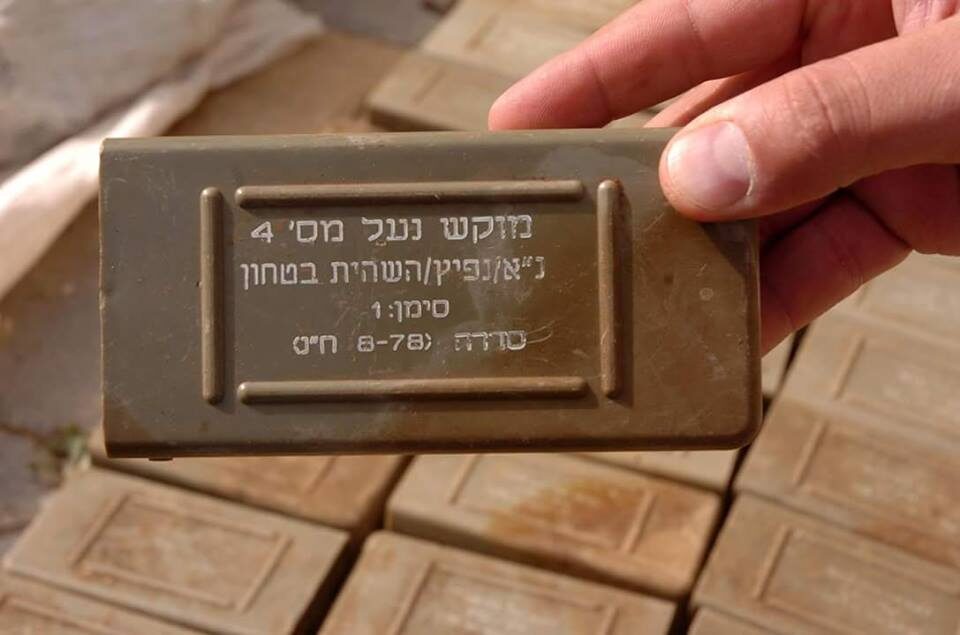 מוקש נעל מס' 4
נ"א/נפיץ/השהית בטחון
סימן: 1
סדרה (8-78 ח"ט)